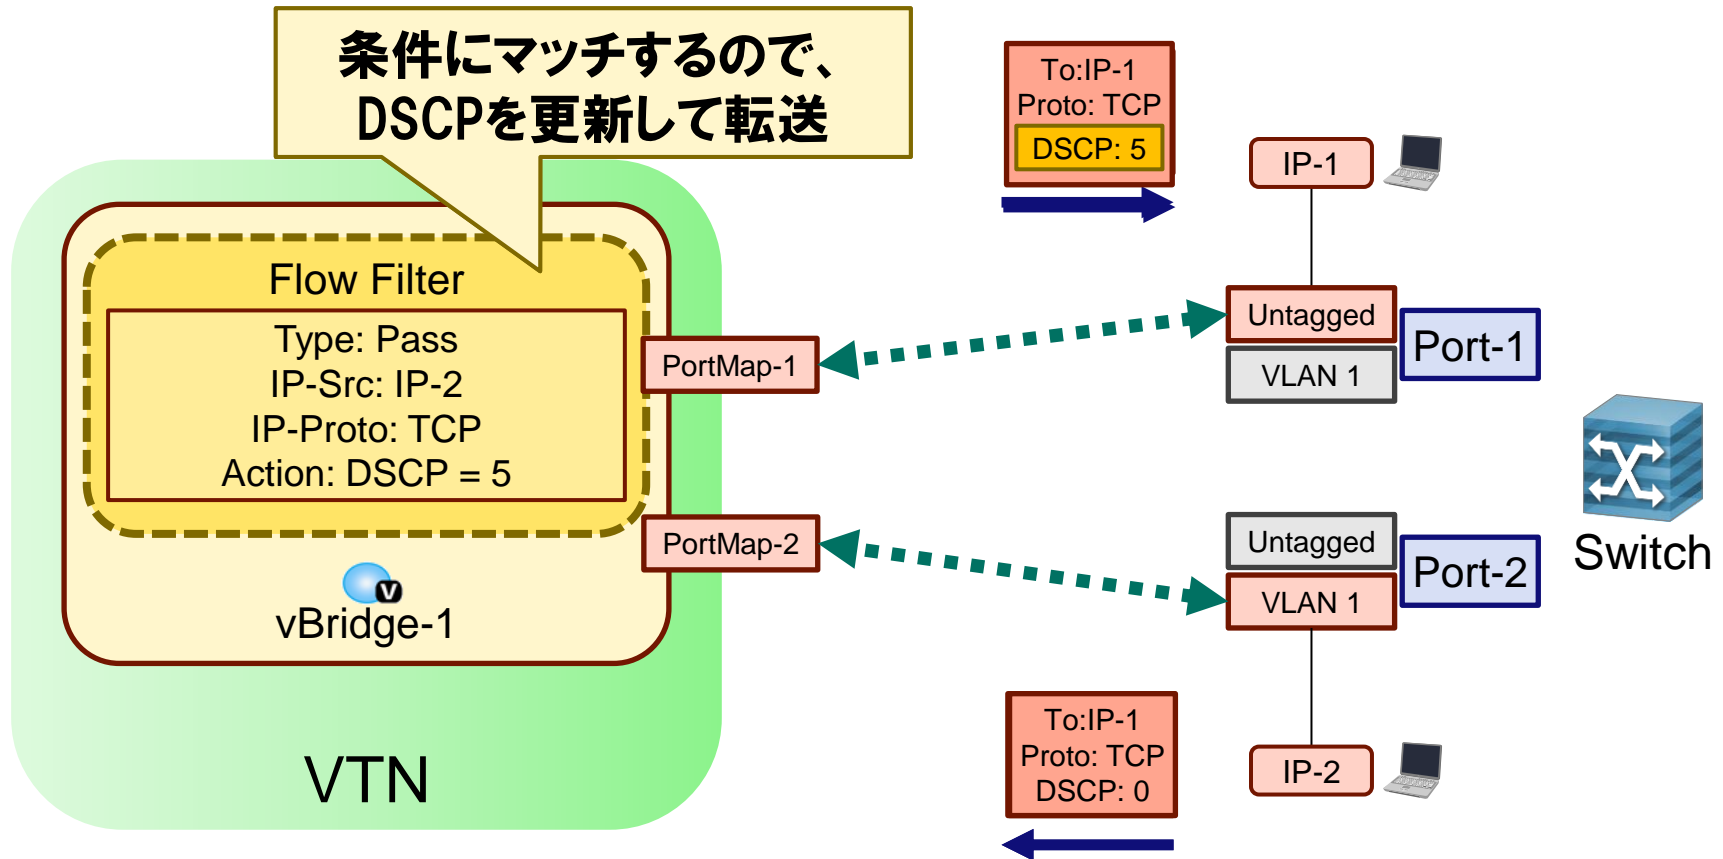 条件にマッチするので、
DSCPを更新して転送
Flow Filter
Type: Pass
IP-Src: IP-2
IP-Proto: TCP
Action: DSCP = 5
vBridge-1
VTN
PortMap-1
PortMap-2
To:IP-1
Proto: TCP
DSCP: 5
IP-1
Untagged
VLAN 1
Port-1
Switch
Untagged
VLAN 1
Port-2
To:IP-1
Proto: TCP
DSCP: 0
IP-2